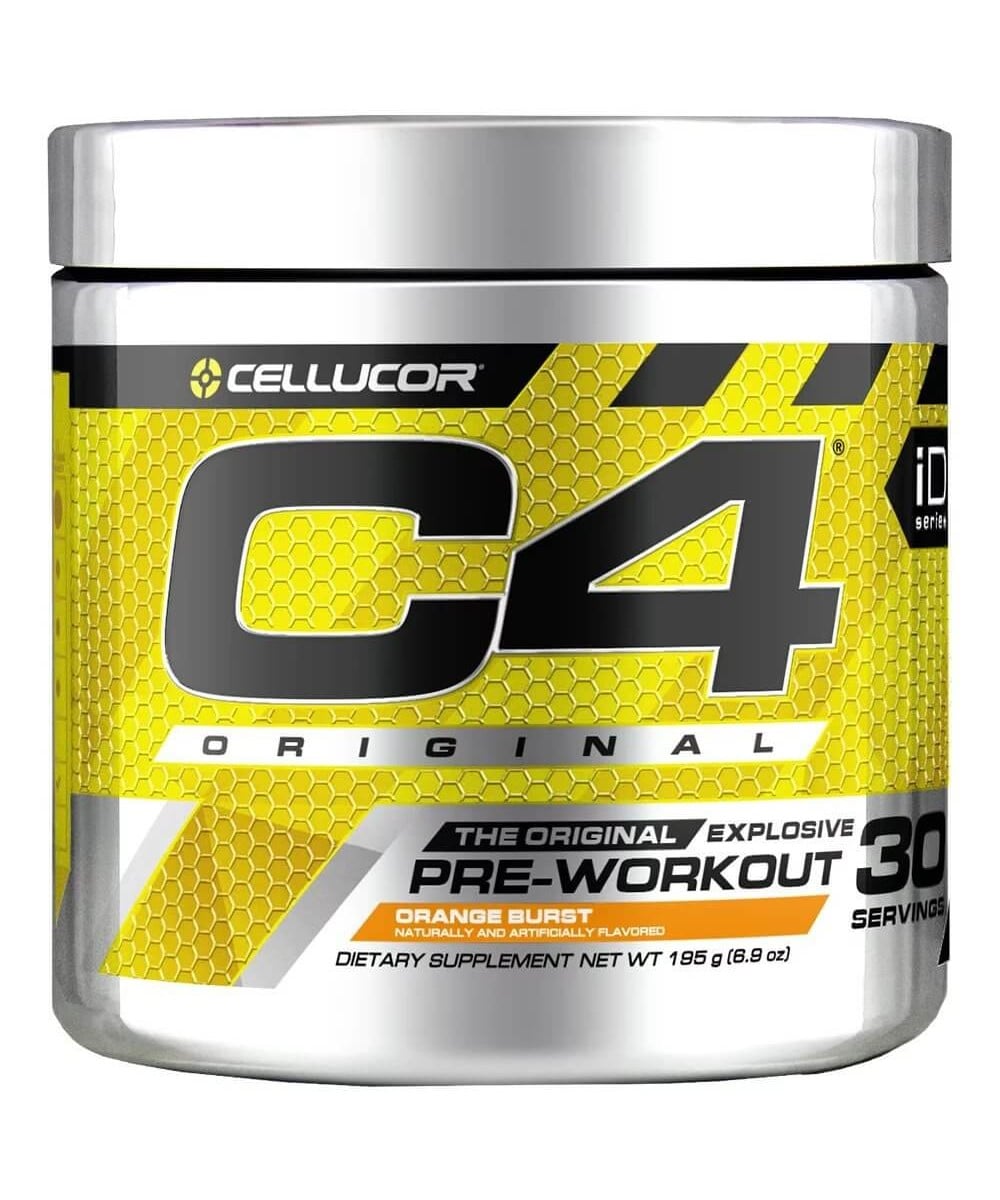 CELLUCOR®
C4®
iD
series
ORIGINAL
THE ORIGINAL EXPLOSIVE
PRE-WORKOUT
30
SERVINGS
ORANGE BURST
NATURALLY AND ARTIFICIALLY FLAVORED
DIETARY SUPPLEMENT NET WT 195 g (6.9 oz)